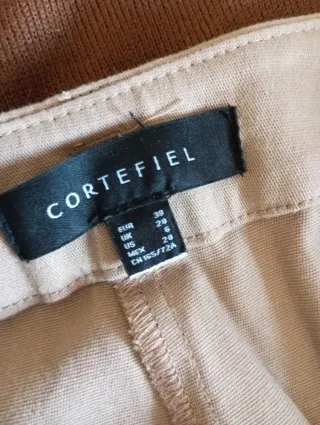 CORTEFIEL
EUR 38
UK 28
US 6
MEX 28
CN 165/72A